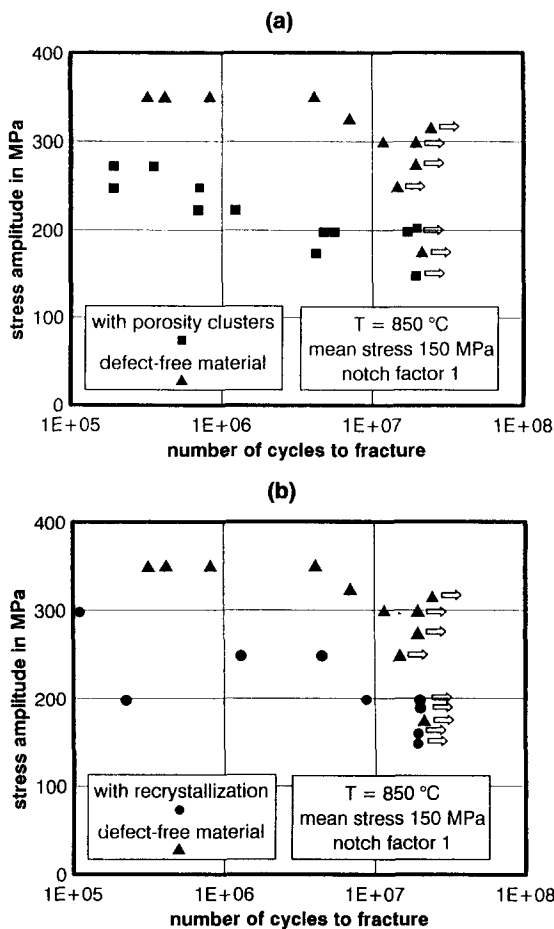 (a)
400
300
200
100
0
stress amplitude in MPa
with porosity clusters
defect-free material
T = 850 °C
mean stress 150 MPa
notch factor 1
1E+05
1E+06
1E+07
1E+08
number of cycles to fracture
(b)
400
300
200
100
0
stress amplitude in MPa
with recrystallization
defect-free material
T = 850 °C
mean stress 150 MPa
notch factor 1
1E+05
1E+06
1E+07
1E+08
number of cycles to fracture